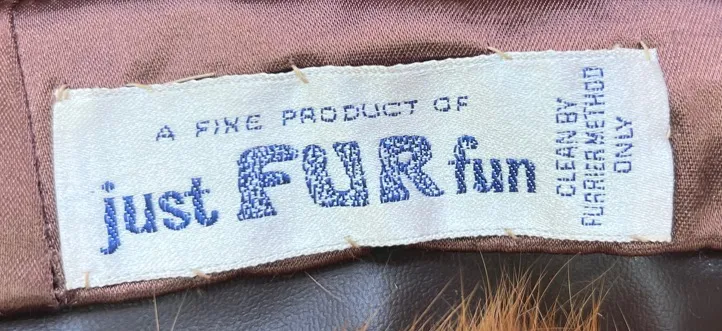 A FINE PRODUCT OF
just FUR fun
CLEAN BY
FURRIER METHOD
ONLY